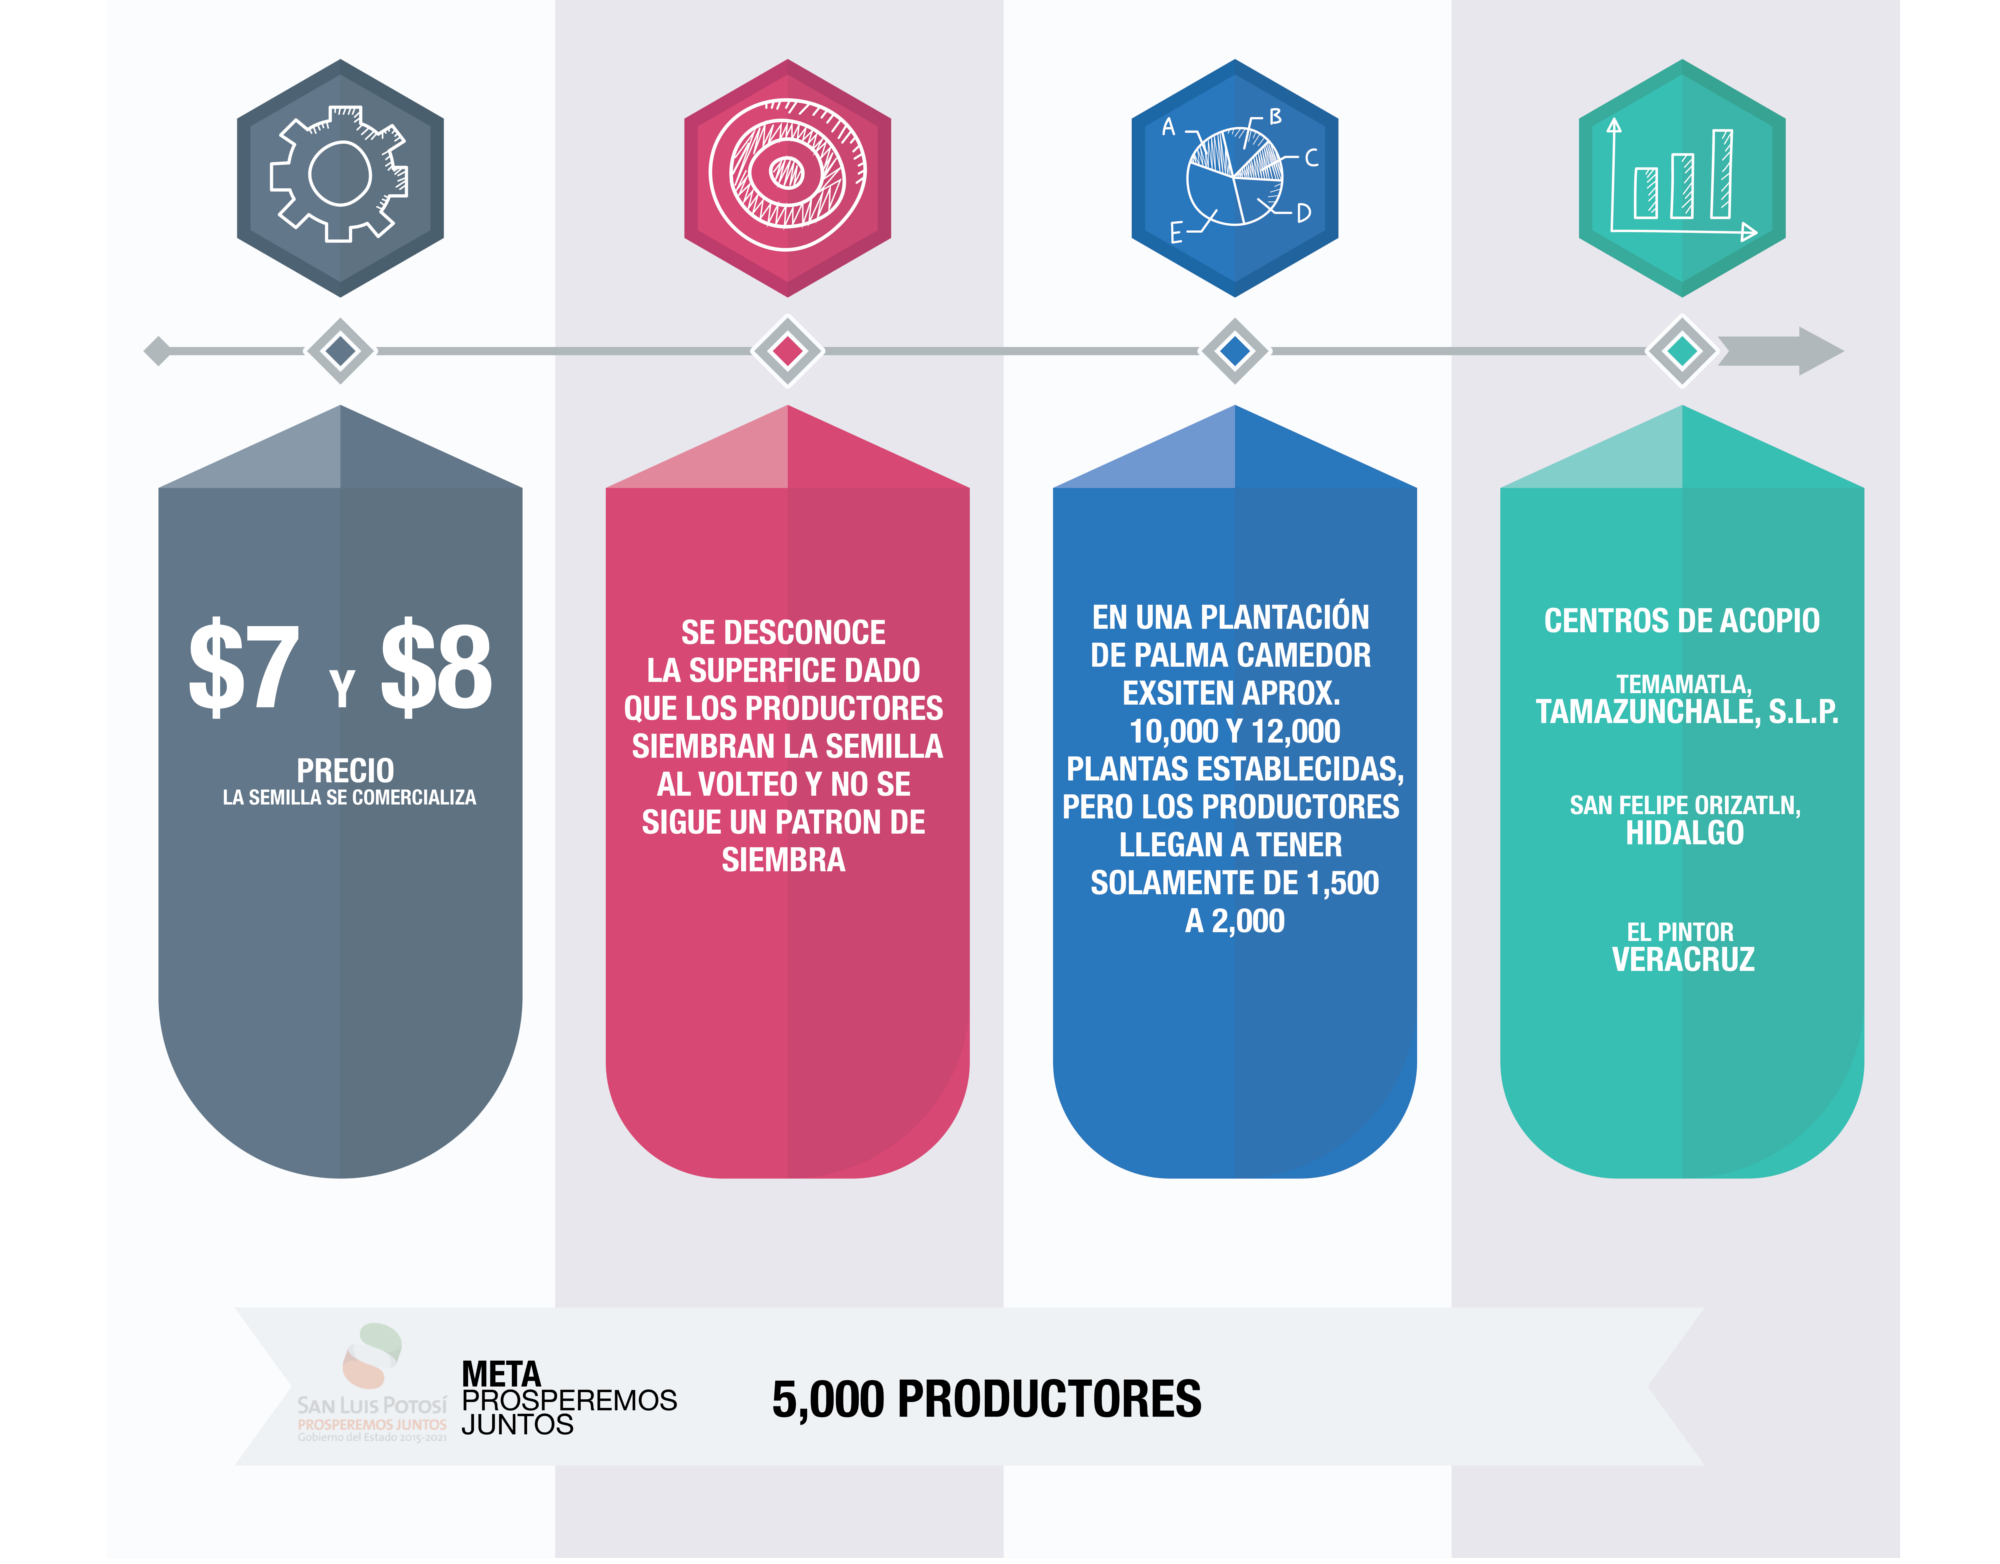 A
B
C
D
E
$7 Y $8
PRECIO
LA SEMILLA SE COMERCIALIZA
SE DESCONOCE
LA SUPERFICE DADO
QUE LOS PRODUCTORES
SIEMBRAN LA SEMILLA
AL VOLTEO Y NO SE
SIGUE UN PATRON DE
SIEMBRA
EN UNA PLANTACIÓN
DE PALMA CAMEDOR
EXSITEN APROX.
10,000 Y 12,000
PLANTAS ESTABLECIDAS,
PERO LOS PRODUCTORES
LLEGAN A TENER
SOLAMENTE DE 1,500
A 2,000
CENTROS DE ACOPIO
TEMAMATLA,
TAMAZUNCHALE, S.L.P.
SAN FELIPE ORIZATLN,
HIDALGO
EL PINTOR
VERACRUZ
SAN LUIS POTOSÍ
PROSPEREMOS JUNTOS
Gobierno del Estado 2015-2021
META
PROSPEREMOS
JUNTOS
5,000 PRODUCTORES